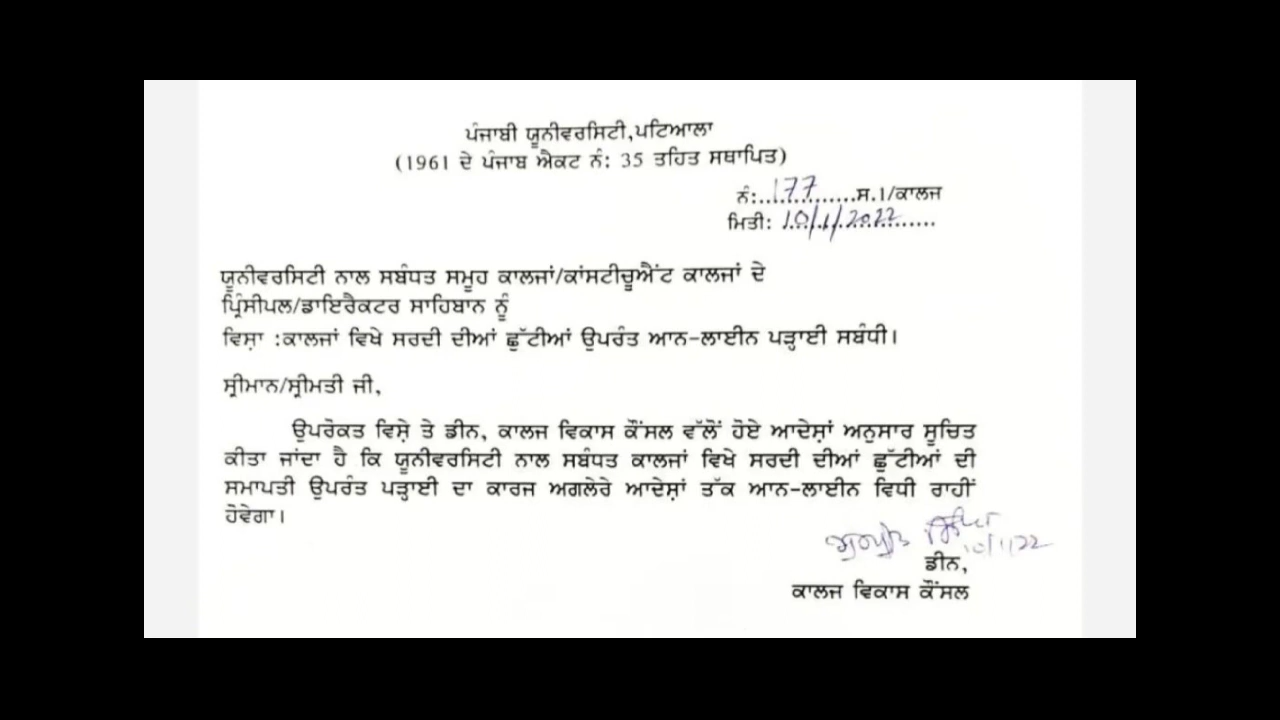 ਪੰਜਾਬੀ ਯੂਨੀਵਰਸਿਟੀ,ਪਟਿਆਲਾ
(1961 ਦੇ ਪੰਜਾਬ ਐਕਟ ਨੰ: 35 ਤਹਿਤ ਸਥਾਪਿਤ)
ਨੰ:....177......ਸ.1/ਕਾਲਜ
ਮਿਤੀ: 10/1/2022
ਯੂਨੀਵਰਸਿਟੀ ਨਾਲ ਸਬੰਧਤ ਸਮੂਹ ਕਾਲਜਾਂ/ਕਾਂਸਟੀਚੂਐਂਟ ਕਾਲਜਾਂ ਦੇ
ਪ੍ਰਿੰਸੀਪਲ/ਡਾਇਰੈਕਟਰ ਸਾਹਿਬਾਨ ਨੂੰ
ਵਿਸ਼ਾ :ਕਾਲਜਾਂ ਵਿਖੇ ਸਰਦੀ ਦੀਆਂ ਛੁੱਟੀਆਂ ਉਪਰੰਤ ਆਨ-ਲਾਈਨ ਪੜ੍ਹਾਈ ਸਬੰਧੀ।
ਸ਼੍ਰੀਮਾਨ/ਸ਼੍ਰੀਮਤੀ ਜੀ,
ਉਪਰੋਕਤ ਵਿਸ਼ੇ ਤੇ ਡੀਨ, ਕਾਲਜ ਵਿਕਾਸ ਕੌਂਸਲ ਵੱਲੋਂ ਹੋਏ ਆਦੇਸ਼ਾਂ ਅਨੁਸਾਰ ਸੂਚਿਤ
ਕੀਤਾ ਜਾਂਦਾ ਹੈ ਕਿ ਯੂਨੀਵਰਸਿਟੀ ਨਾਲ ਸਬੰਧਤ ਕਾਲਜਾਂ ਵਿਖੇ ਸਰਦੀ ਦੀਆਂ ਛੁੱਟੀਆਂ ਦੀ
ਸਮਾਪਤੀ ਉਪਰੰਤ ਪੜ੍ਹਾਈ ਦਾ ਕਾਰਜ ਅਗਲੇਰੇ ਆਦੇਸ਼ਾਂ ਤੱਕ ਆਨ-ਲਾਈਨ ਵਿਧੀ ਰਾਹੀਂ
ਹੋਵੇਗਾ।
10/1/22
ਡੀਨ,
ਕਾਲਜ ਵਿਕਾਸ ਕੌਂਸਲ